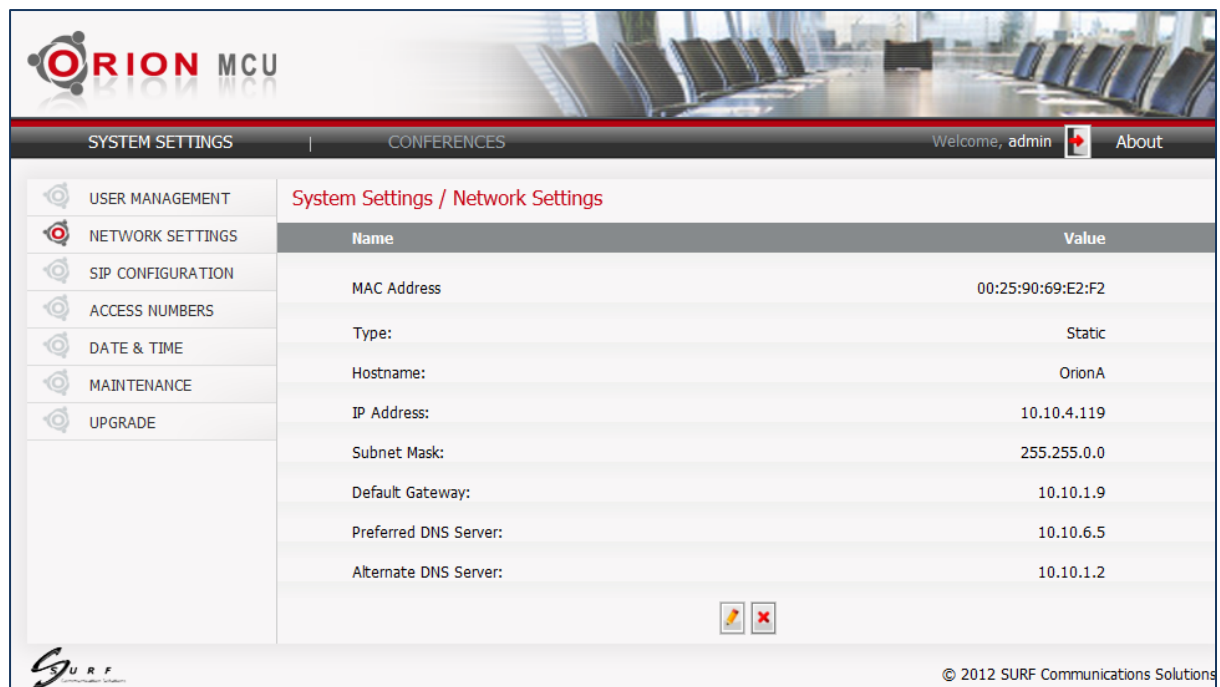 ORION MCU
SYSTEM SETTINGS | CONFERENCES Welcome, admin About
USER MANAGEMENT
NETWORK SETTINGS
SIP CONFIGURATION
ACCESS NUMBERS
DATE & TIME
MAINTENANCE
UPGRADE
System Settings / Network Settings
Name Value
MAC Address 00:25:90:69:E2:F2
Type: Static
Hostname: OrionA
IP Address: 10.10.4.119
Subnet Mask: 255.255.0.0
Default Gateway: 10.10.1.9
Preferred DNS Server: 10.10.6.5
Alternate DNS Server: 10.10.1.2
SURF
© 2012 SURF Communications Solutions